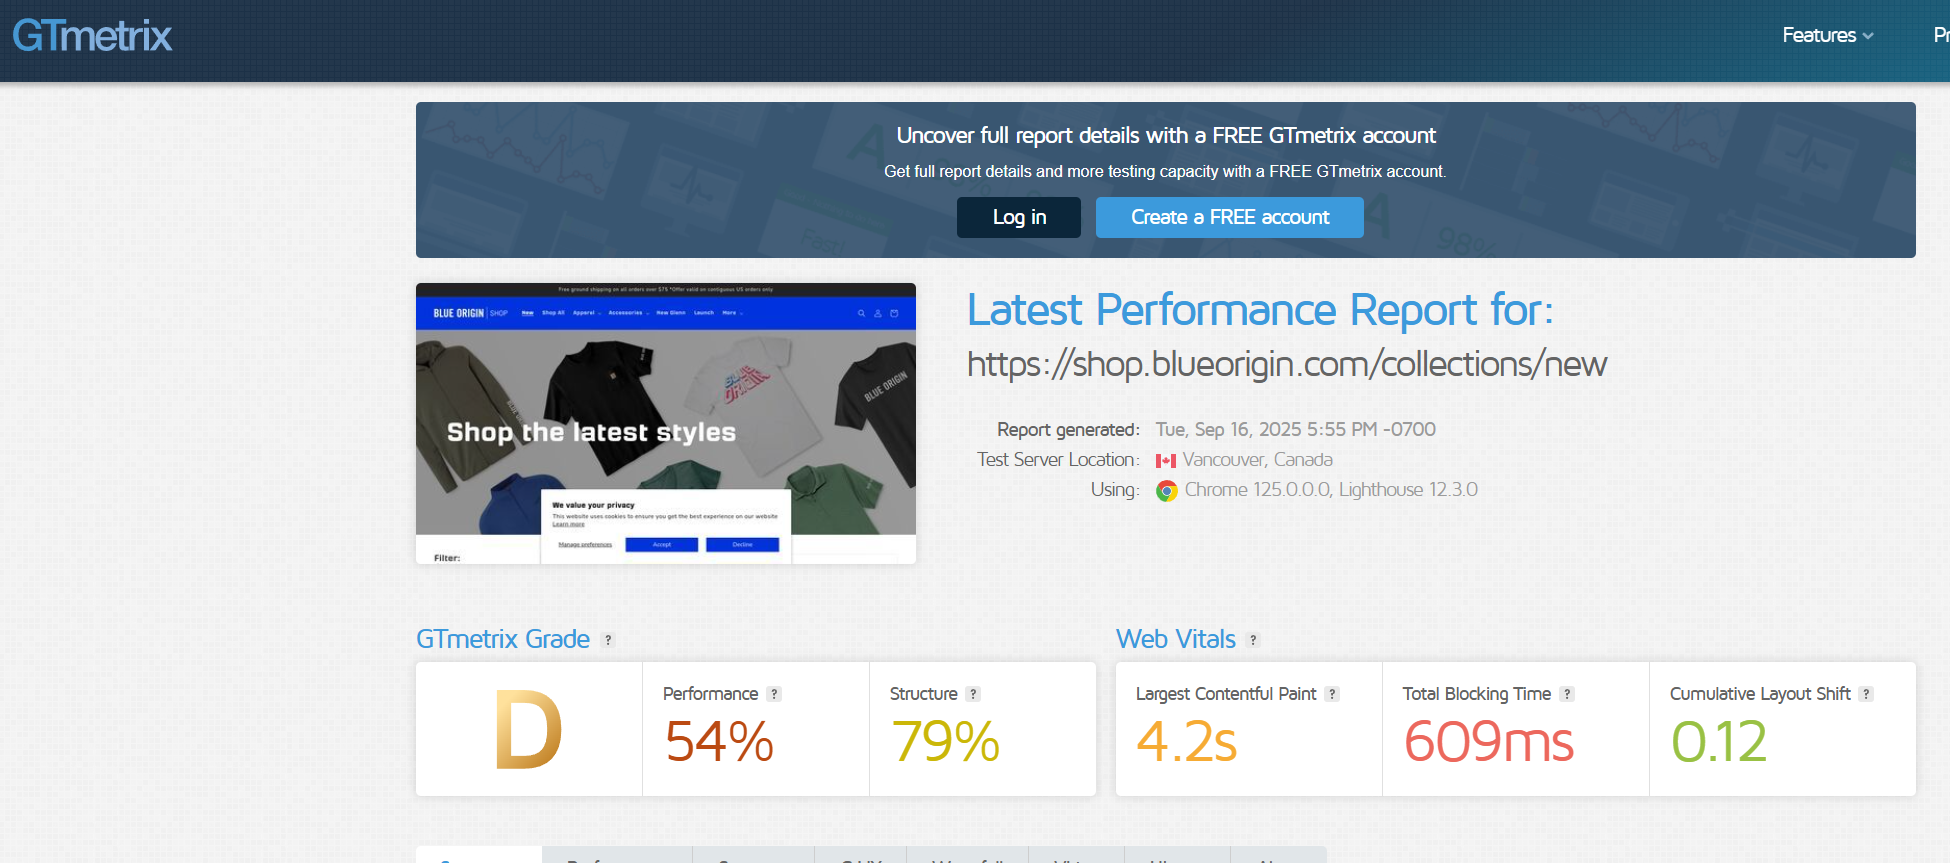 GTmetrix
Features
Uncover full report details with a FREE GTmetrix account
Get full report details and more testing capacity with a FREE GTmetrix account.
Log in
Create a FREE account
A
A
98%
Fast!
Free ground shipping on all orders over $75 *Offer valid on contiguous US orders only
BLUE ORIGIN | SHOP
New
Shop All
Apparel
Accessories
New Glenn
Launch
More
BLUE ORIGIN
BLUE ORIGIN
Shop the latest styles
We value your privacy
This website uses cookies to ensure you get the best experience on our website
Learn more
Manage preferences
Accept
Decline
Filter:
Latest Performance Report for:
https://shop.blueorigin.com/collections/new
Report generated: Tue, Sep 16, 2025 5:55 PM -0700
Test Server Location: Vancouver, Canada
Using: Chrome 125.0.0.0, Lighthouse 12.3.0
GTmetrix Grade ?
D
Performance ?
54%
Structure ?
79%
Web Vitals ?
Largest Contentful Paint ?
4.2s
Total Blocking Time ?
609ms
Cumulative Layout Shift ?
0.12